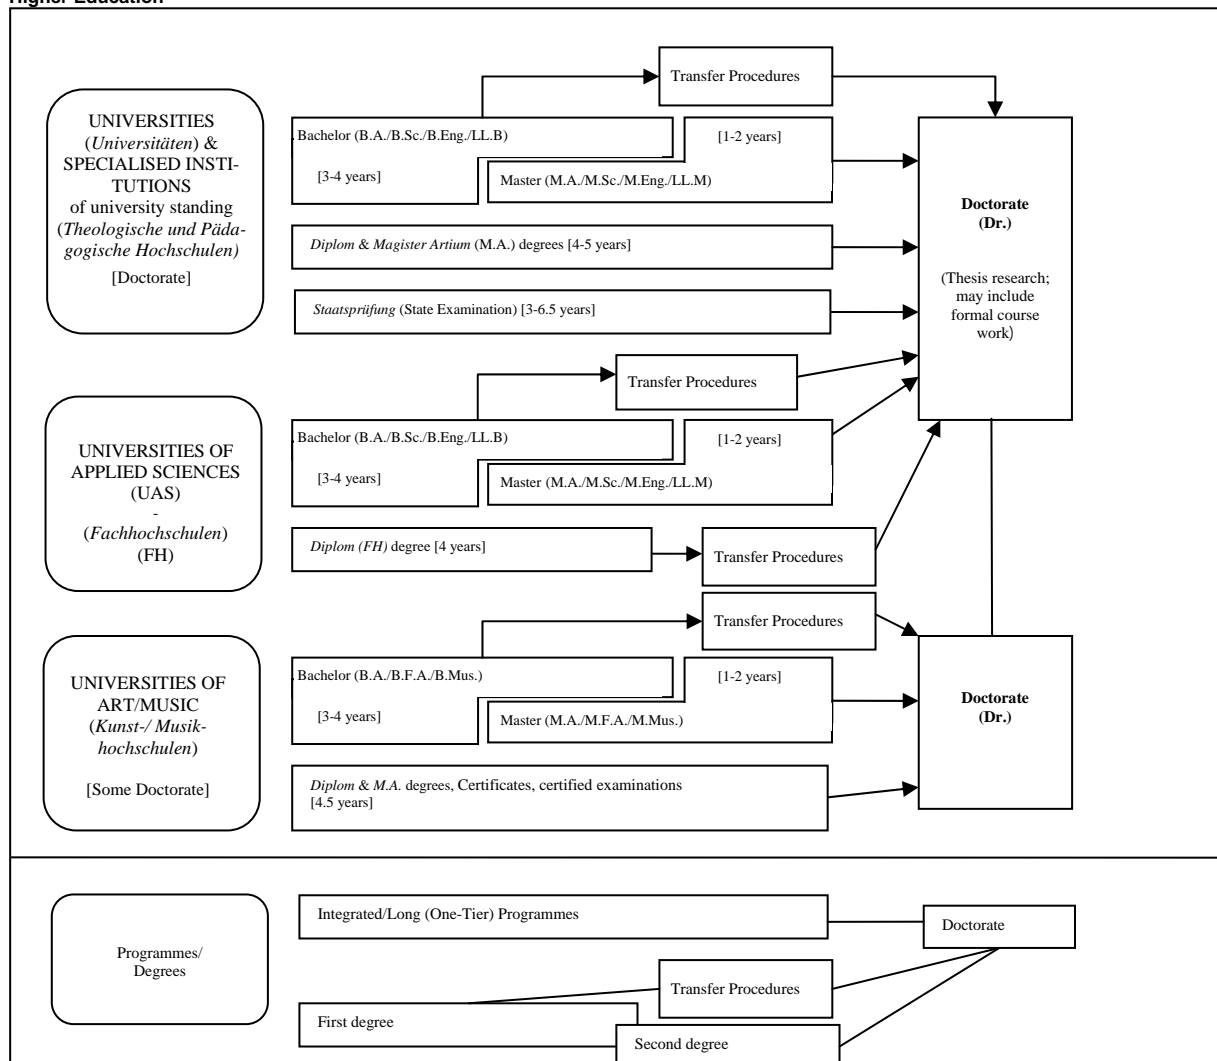 Higher Education
Transfer Procedures
UNIVERSITIES
(Universitäten) &
SPECIALISED INSTI-
TUTIONS
of university standing
(Theologische und Päda-
gogische Hochschulen)
[Doctorate]
Bachelor (B.A./B.Sc./B.Eng./LL.B)
[3-4 years]
[1-2 years]
Master (M.A./M.Sc./M.Eng./LL.M)
Diplom & Magister Artium (M.A.) degrees [4-5 years]
Staatsprüfung (State Examination) [3-6.5 years]
Doctorate
(Dr.)
(Thesis research;
may include
formal course
work)
Transfer Procedures
UNIVERSITIES OF
APPLIED SCIENCES
(UAS)
-
(Fachhochschulen)
(FH)
Bachelor (B.A./B.Sc./B.Eng./LL.B)
[3-4 years]
[1-2 years]
Master (M.A./M.Sc./M.Eng./LL.M)
Diplom (FH) degree [4 years]
Transfer Procedures
Transfer Procedures
UNIVERSITIES OF
ART/MUSIC
(Kunst-/ Musik-
hochschulen)
[Some Doctorate]
Bachelor (B.A./B.F.A./B.Mus.)
[3-4 years]
[1-2 years]
Master (M.A./M.F.A./M.Mus.)
Diplom & M.A. degrees, Certificates, certified examinations
[4.5 years]
Doctorate
(Dr.)
Programmes/
Degrees
Integrated/Long (One-Tier) Programmes
Doctorate
Transfer Procedures
First degree
Second degree